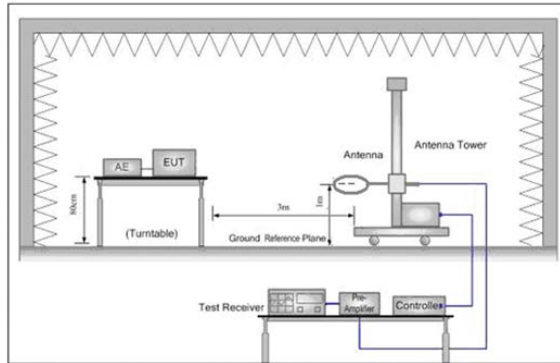 AE
EUT
Antenna
Antenna Tower
80cm
(Turntable)
3m
1m
Ground Reference Plane
Test Receiver
Pre-
Amplifier
Controller